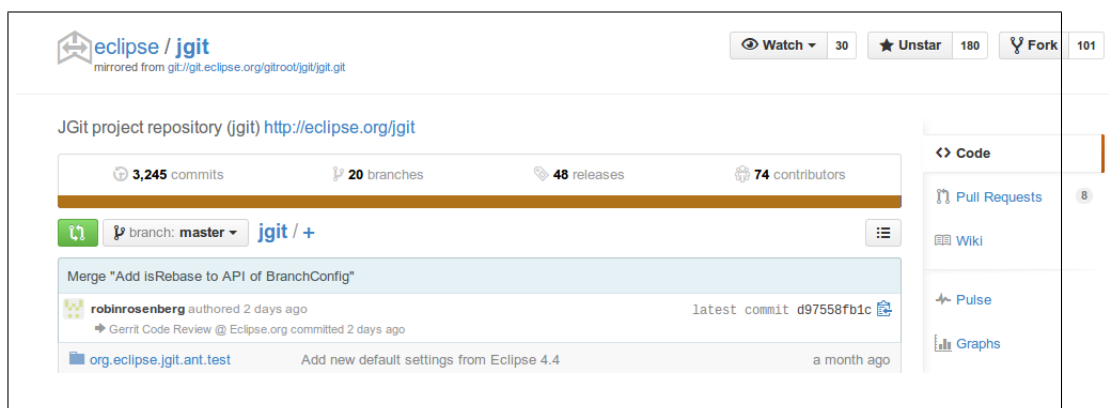 eclipse / jgit
mirrored from git://git.eclipse.org/gitroot/jgit/jgit.git
Watch 30 Unstar 180 Fork 101
JGit project repository (jgit) http://eclipse.org/jgit
3,245 commits 20 branches 48 releases 74 contributors
branch: master jgit / +
Merge "Add isRebase to API of BranchConfig"
robinrosenberg authored 2 days ago latest commit d97558fb1c
Gerrit Code Review @ Eclipse.org committed 2 days ago
org.eclipse.jgit.ant.test Add new default settings from Eclipse 4.4 a month ago
Code
Pull Requests 8
Wiki
Pulse
Graphs